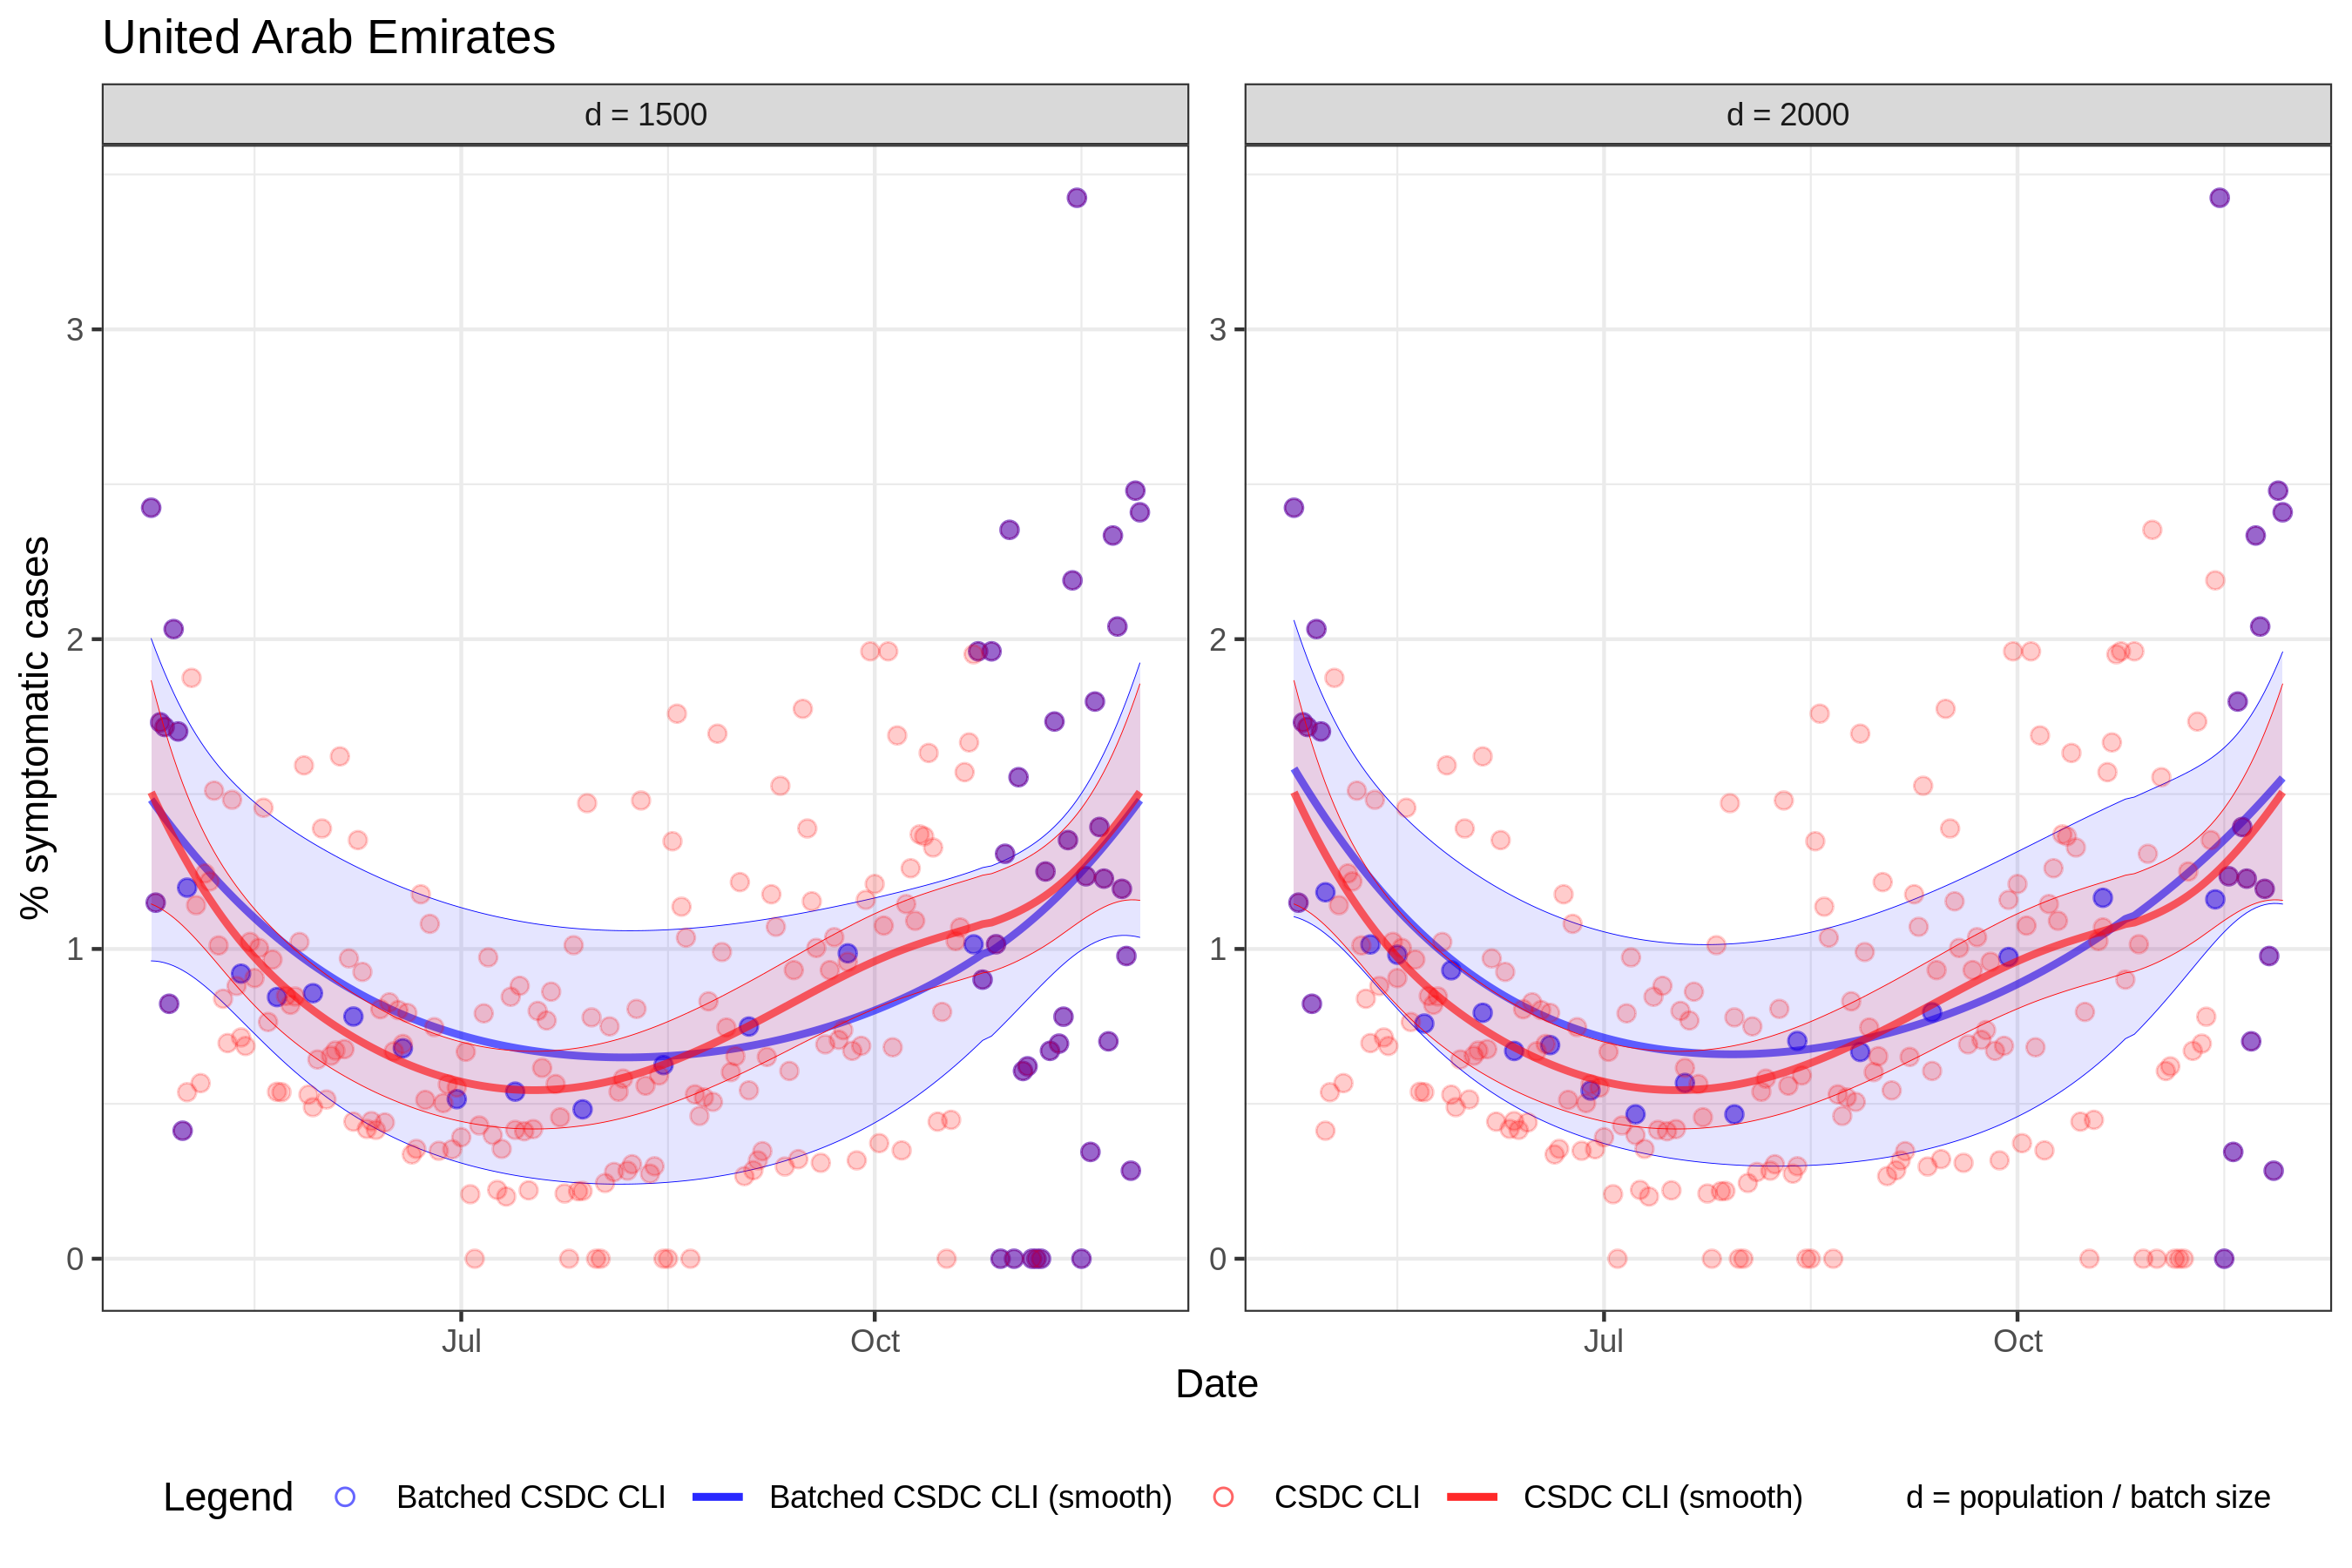 United Arab Emirates
d = 1500
d = 2000
% symptomatic cases
3
2
1
0
3
2
1
0
Jul
Oct
Jul
Oct
Date
Legend
Batched CSDC CLI
Batched CSDC CLI (smooth)
CSDC CLI
CSDC CLI (smooth)
d = population / batch size